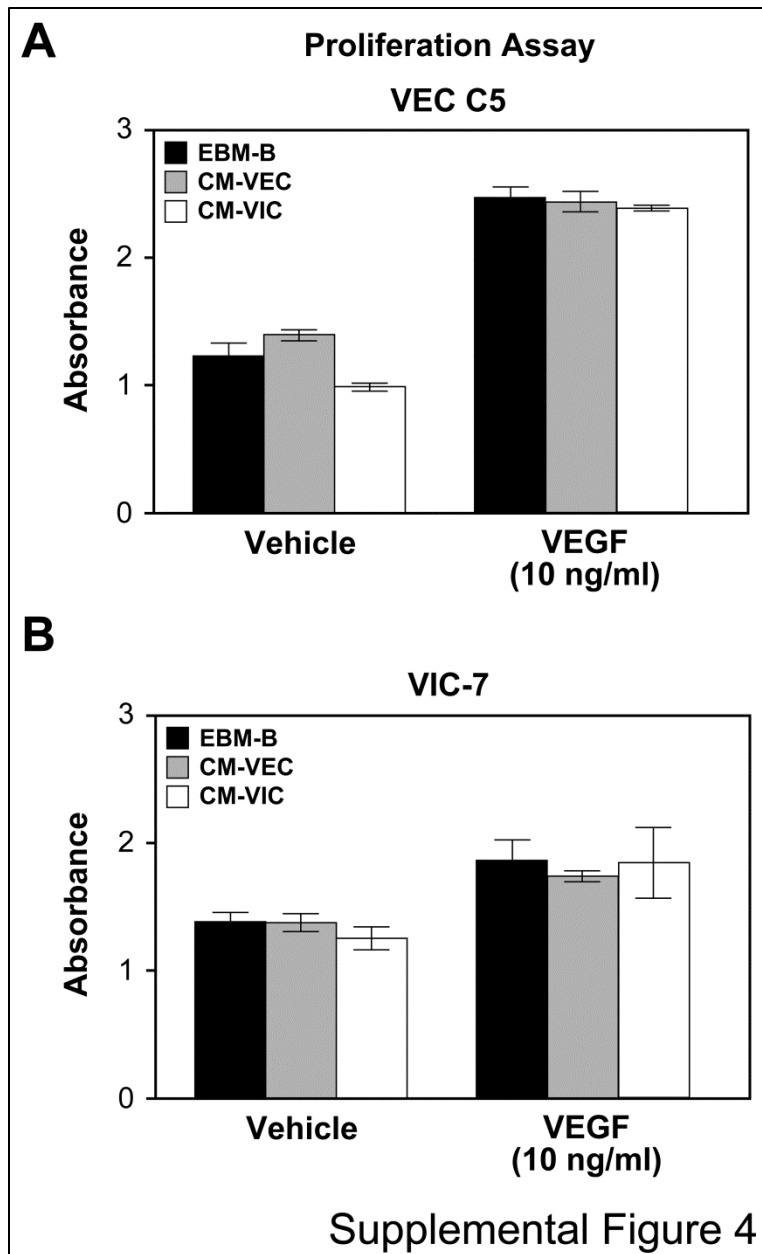 A
Proliferation Assay
VEC C5
3
2
1
0
Absorbance
EBM-B
CM-VEC
CM-VIC
Vehicle
VEGF
(10 ng/ml)
B
VIC-7
3
2
1
0
Absorbance
EBM-B
CM-VEC
CM-VIC
Vehicle
VEGF
(10 ng/ml)
Supplemental Figure 4